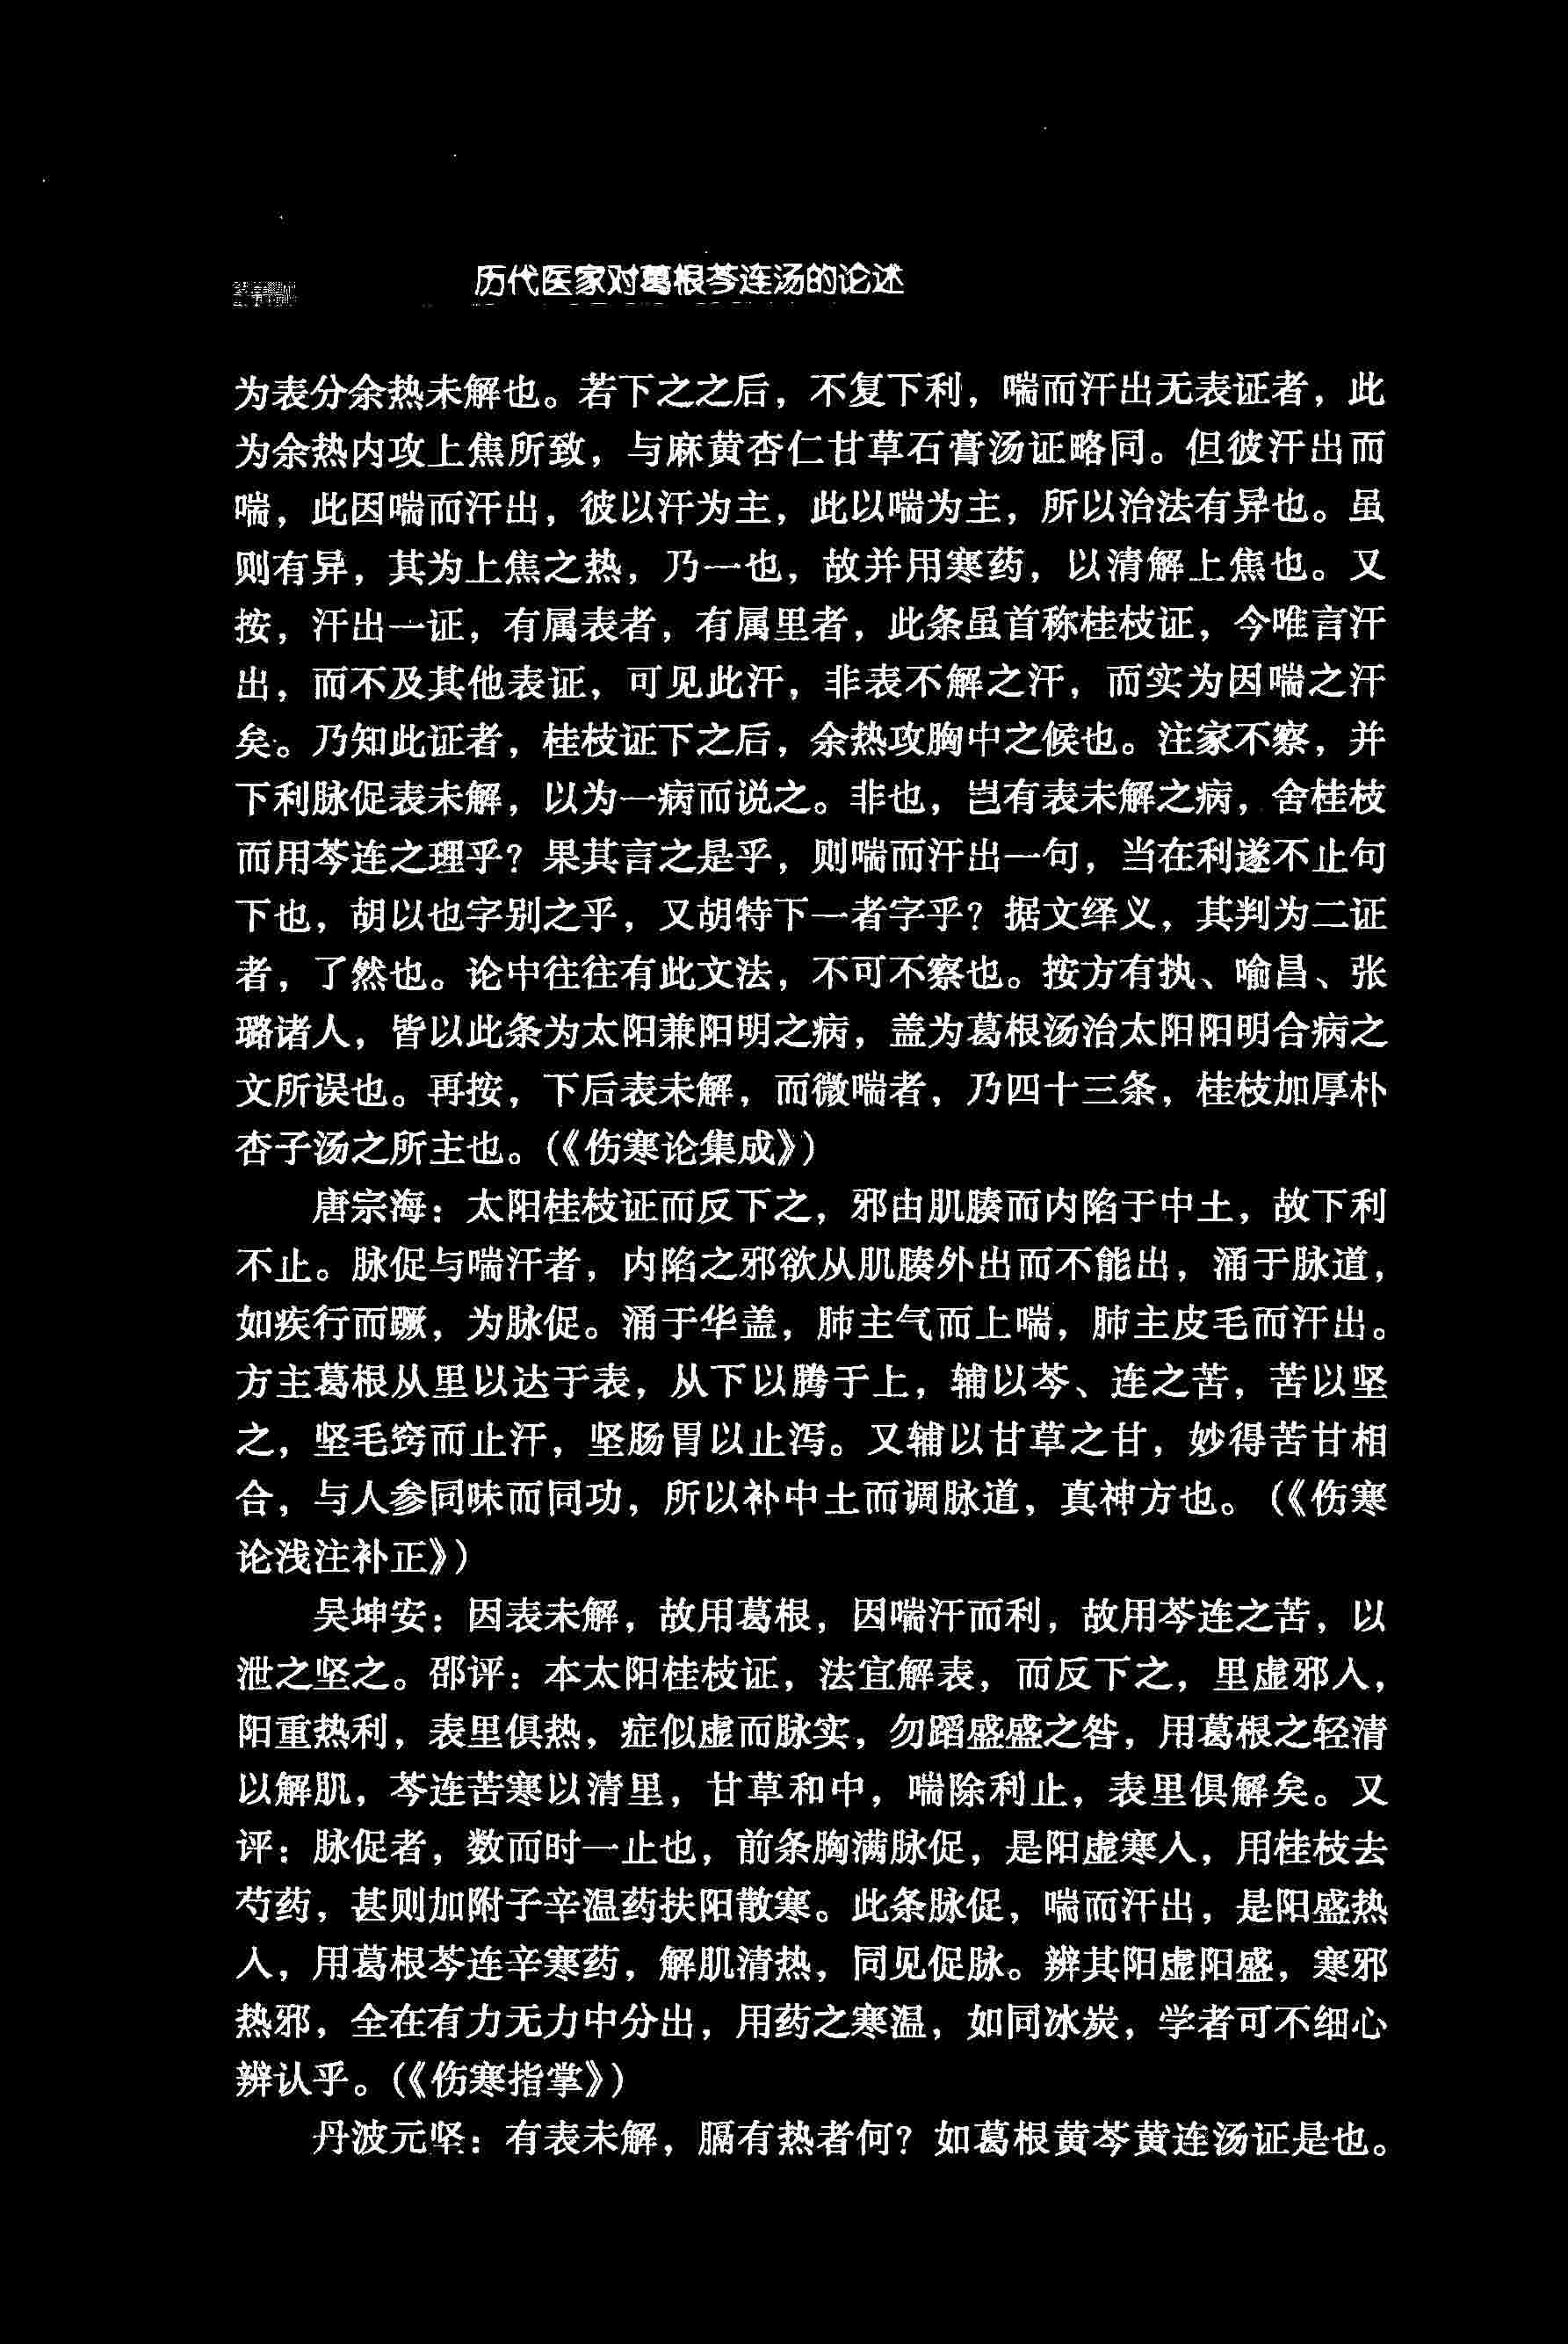 历代医家对葛根芩连汤的论述
为表分余热未解也。若下之之后，不复下利，喘而汗出无表证者，此
为余热内攻上焦所致，与麻黄杏仁甘草石膏汤证略同。但彼汗出而
喘，此因喘而汗出，彼以汗为主，此以喘为主，所以治法有异也。虽
则有异，其为上焦之热，乃一也，故并用寒药，以清解上焦也。又
按，汗出一证，有属表者，有属里者，此条虽首称桂枝证，今唯言汗
出，而不及其他表证，可见此汗，非表不解之汗，而实为因喘之汗
矣。乃知此证者，桂枝证下之后，余热攻胸中之候也。注家不察，并
下利脉促表未解，以为一病而说之。非也，岂有表未解之病，舍桂枝
而用芩连之理乎？果其言之是乎，则喘而汗出一句，当在利遂不止句
下也，胡以也字别之乎，又胡特下一者字乎？据文绎义，其判为二证
者，了然也。论中往往有此文法，不可不察也。按方有执、喻昌、张
璐诸人，皆以此条为太阳兼阳明之病，盖为葛根汤治太阳阳明合病之
文所误也。再按，下后表未解，而微喘者，乃四十三条，桂枝加厚朴
杏子汤之所主也。(《伤寒论集成》)
唐宗海：太阳桂枝证而反下之，邪由肌腠而内陷于中土，故下利
不止。脉促与喘汗者，内陷之邪欲从肌腠外出而不能出，涌于脉道，
如疾行而蹶，为脉促。涌于华盖，肺主气而上喘，肺主皮毛而汗出。
方主葛根从里以达于表，从下以腾于上，辅以芩、连之苦，苦以坚
之，坚毛窍而止汗，坚肠胃以止泻。又辅以甘草之甘，妙得苦甘相
合，与人参同味而同功，所以补中土而调脉道，真神方也。(《伤寒
论浅注补正》)
吴坤安：因表未解，故用葛根，因喘汗而利，故用芩连之苦，以
泄之坚之。邵评：本太阳桂枝证，法宜解表，而反下之，里虚邪入，
阳重热利，表里俱热，症似虚而脉实，勿蹈盛盛之咎，用葛根之轻清
以解肌，芩连苦寒以清里，甘草和中，喘除利止，表里俱解矣。又
评：脉促者，数而时一止也，前条胸满脉促，是阳虚寒入，用桂枝去
芍药，甚则加附子辛温药扶阳散寒。此条脉促，喘而汗出，是阳盛热
入，用葛根芩连辛寒药，解肌清热，同见促脉。辨其阳虚阳盛，寒邪
热邪，全在有力无力中分出，用药之寒温，如同冰炭，学者可不细心
辨认乎。(《伤寒指掌》)
丹波元坚：有表未解，膈有热者何？如葛根黄芩黄连汤证是也。